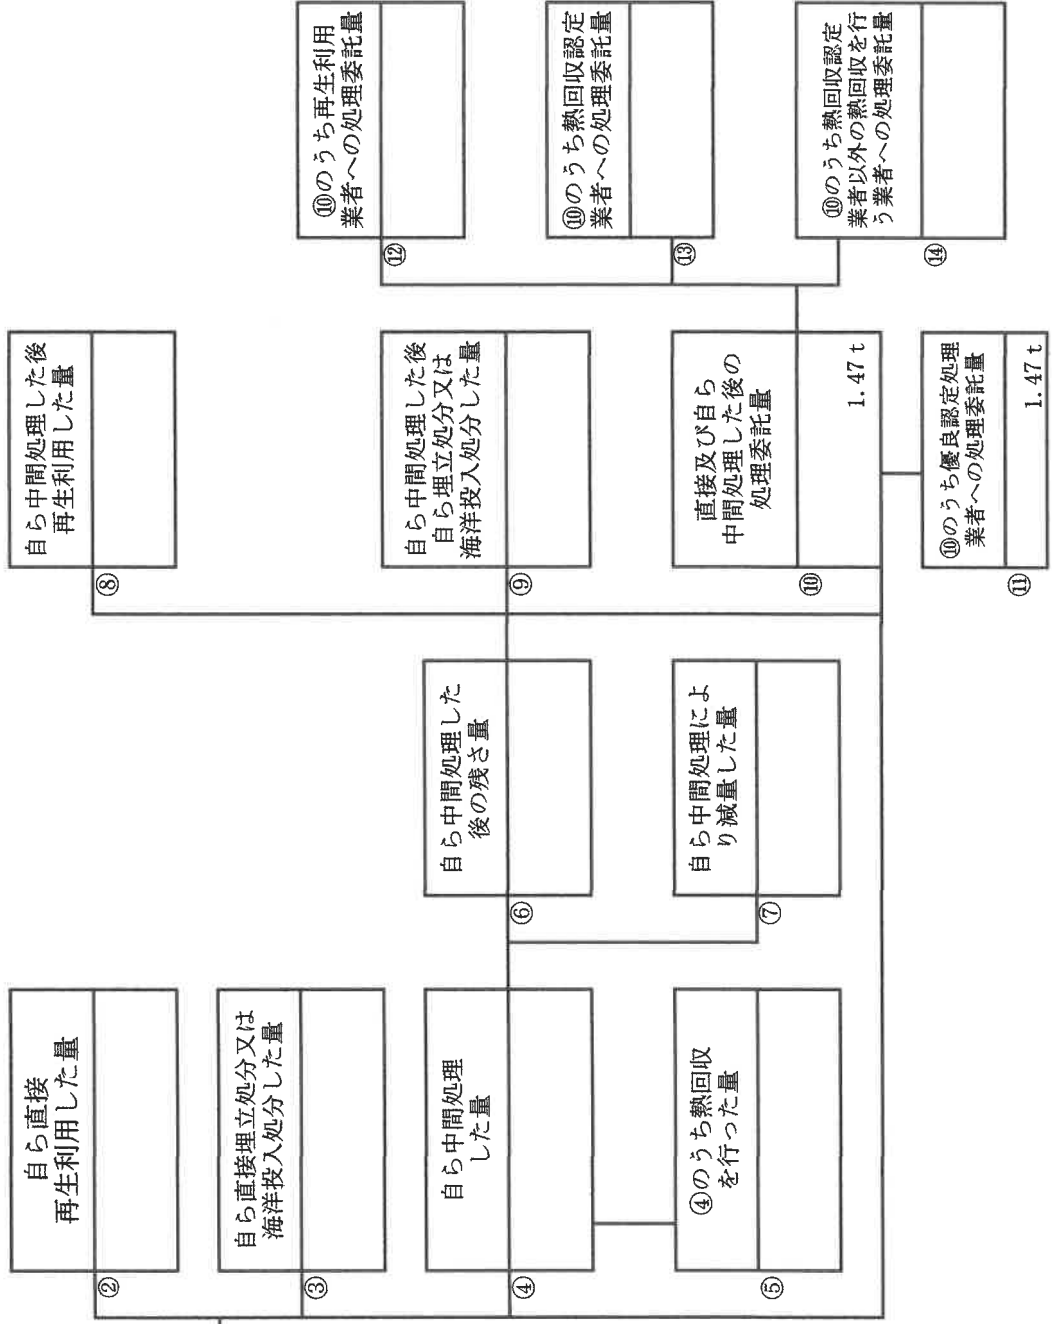 ②
自ら直接
再生利用した量
③
自ら直接埋立処分又は
海洋投入処分した量
④
自ら中間処理
した量
⑤
④のうち熱回収
を行った量
⑥
自ら中間処理した
後の残さ量
⑦
自ら中間処理によ
り減量した量
⑧
自ら中間処理した後
再生利用した量
⑨
自ら中間処理した後
自ら埋立処分又は
海洋投入処分した量
⑩
直接及び自ら
中間処理した後の
処理委託量
1.47t
⑪
⑩のうち優良認定処理
業者への処理委託量
1.47t
⑫
⑩のうち再生利用
業者への処理委託量
⑬
⑩のうち熱回収認定
業者への処理委託量
⑭
⑩のうち熱回収認定
業者以外の熱回収を行
う業者への処理委託量